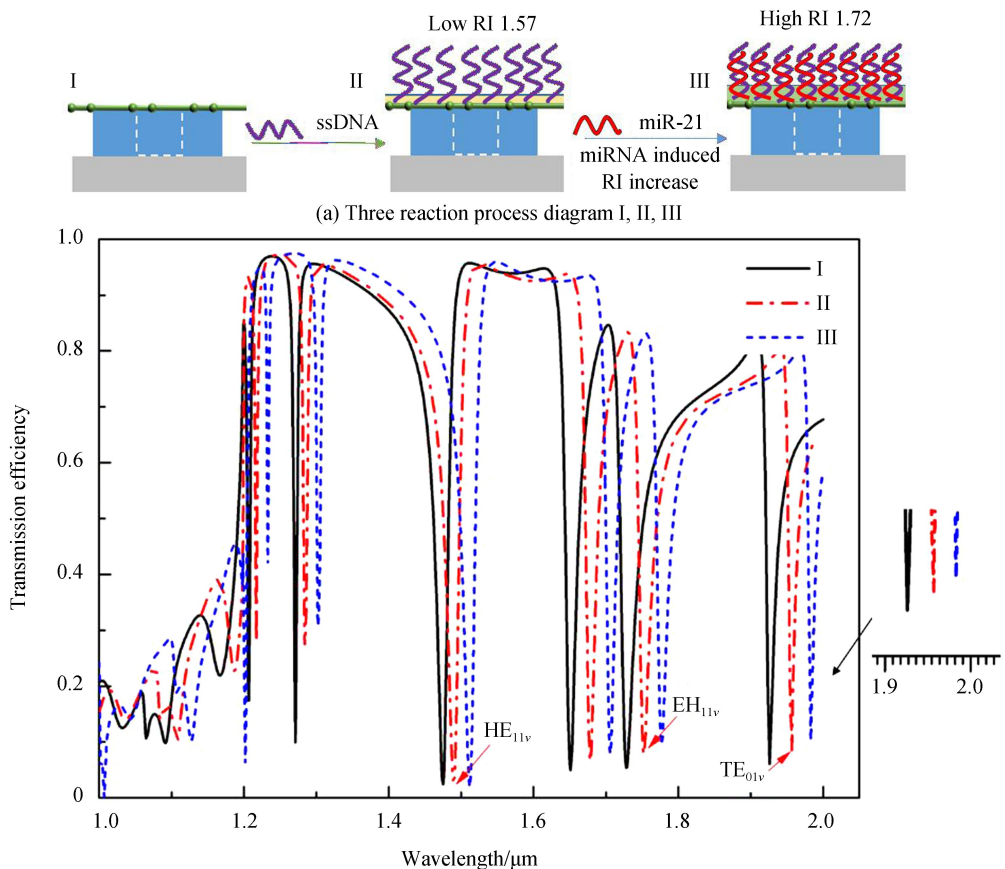 Low RI 1.57
High RI 1.72
I
II
III
ssDNA
miR-21
miRNA induced
RI increase
(a) Three reaction process diagram I, II, III
1.0
0.8
0.6
0.4
0.2
0
Transmission efficiency
I
II
III
HE₁₁ᵥ
EH₁₁ᵥ
TE₀₁ᵥ
1.9
2.0
1.0
1.2
1.4
1.6
1.8
2.0
Wavelength/μm